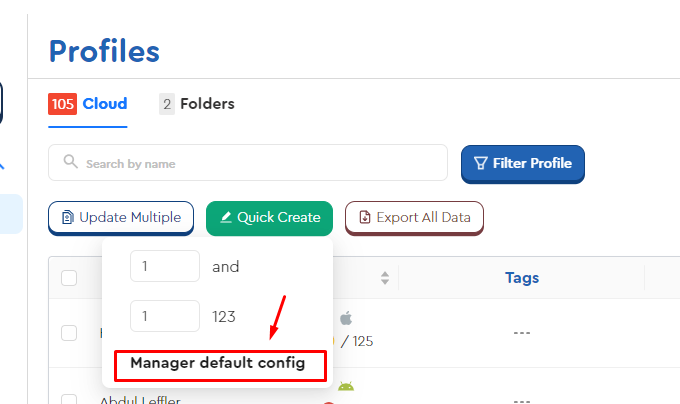 Profiles
105 Cloud
2 Folders
Search by name
Filter Profile
Update Multiple
Quick Create
Export All Data
1 and
1 123
Manager default config
Tags
/ 125
---
Abdul Leffler
---